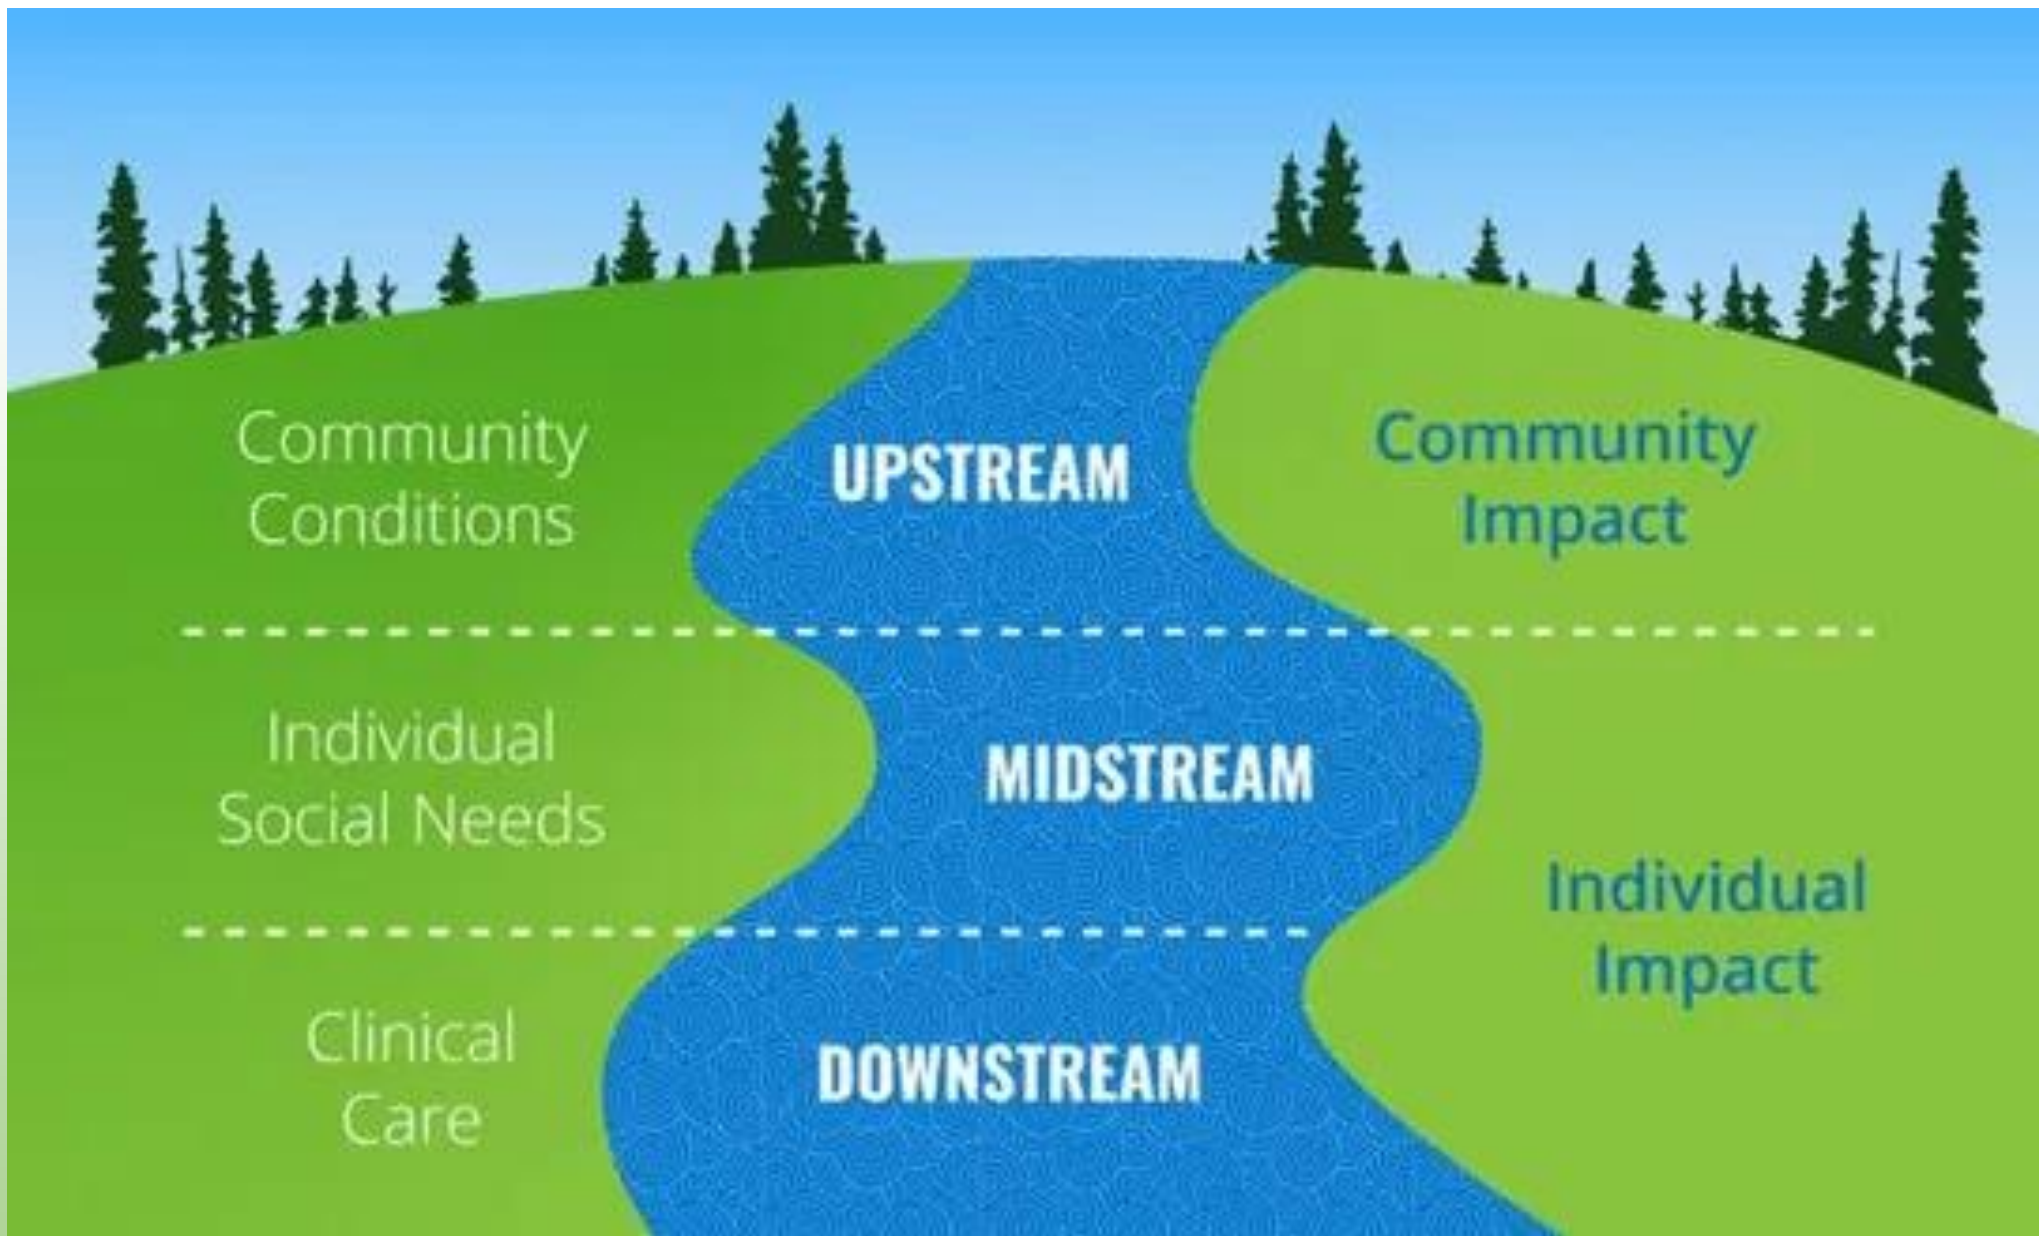 Community
Conditions
UPSTREAM
Community
Impact
Individual
Social Needs
MIDSTREAM
Individual
Impact
Clinical
Care
DOWNSTREAM